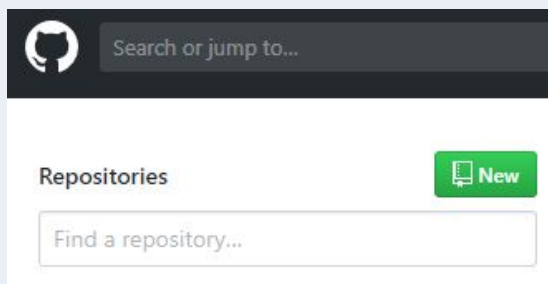 Search or jump to...
Repositories
New
Find a repository...